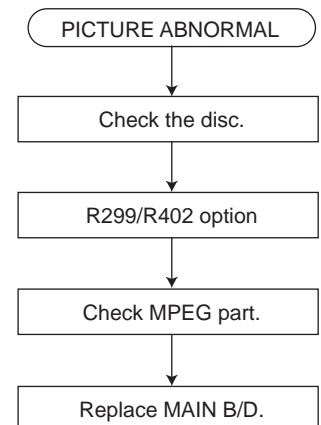 PICTURE ABNORMAL
Check the disc.
R299/R402 option
Check MPEG part.
Replace MAIN B/D.